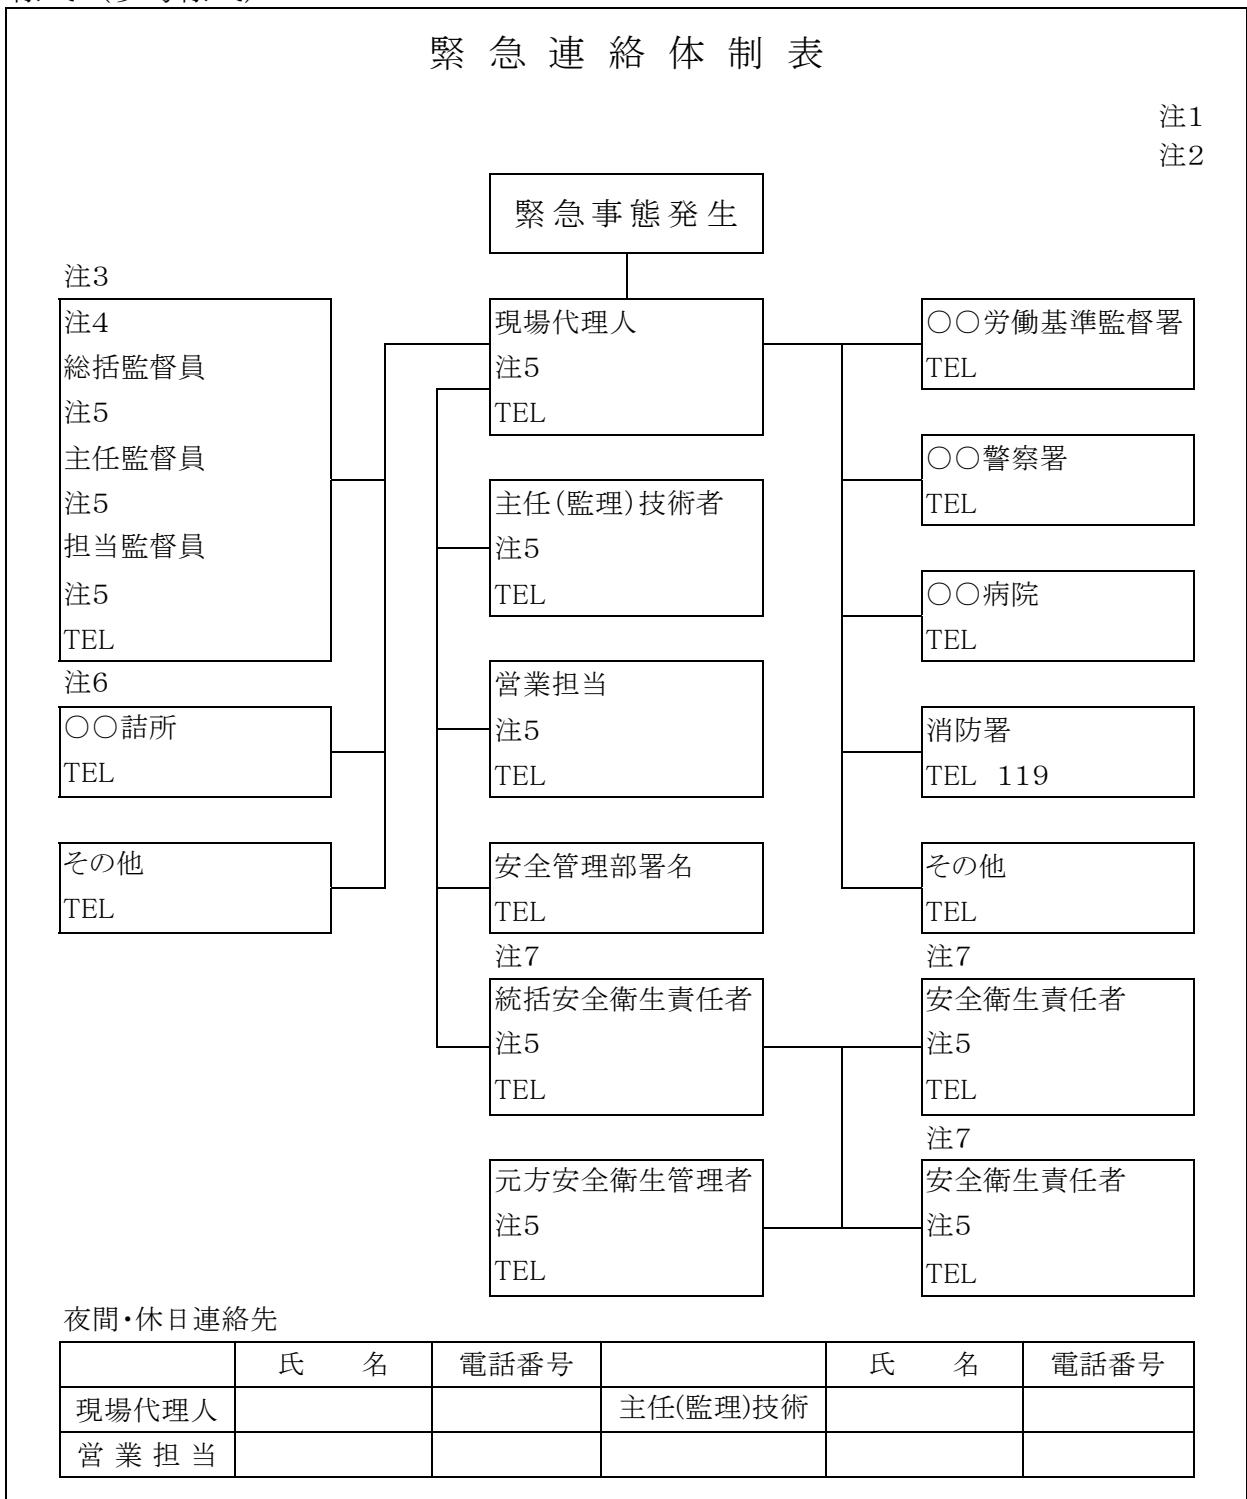 緊急連絡体制表
注1
注2
緊急事態発生
注3
注4
総括監督員
注5
主任監督員
注5
担当監督員
注5
TEL
注6
○○詰所
TEL
その他
TEL
現場代理人
注5
TEL
主任(監理)技術者
注5
TEL
営業担当
注5
TEL
安全管理部署名
TEL
注7
統括安全衛生責任者
注5
TEL
元方安全衛生管理者
注5
TEL
○○労働基準監督署
TEL
○○警察署
TEL
○○病院
TEL
消防署
TEL 119
その他
TEL
注7
安全衛生責任者
注5
TEL
注7
安全衛生責任者
注5
TEL
夜間・休日連絡先
氏 名 電話番号 氏 名 電話番号
現場代理人 主任(監理)技術
営業担当